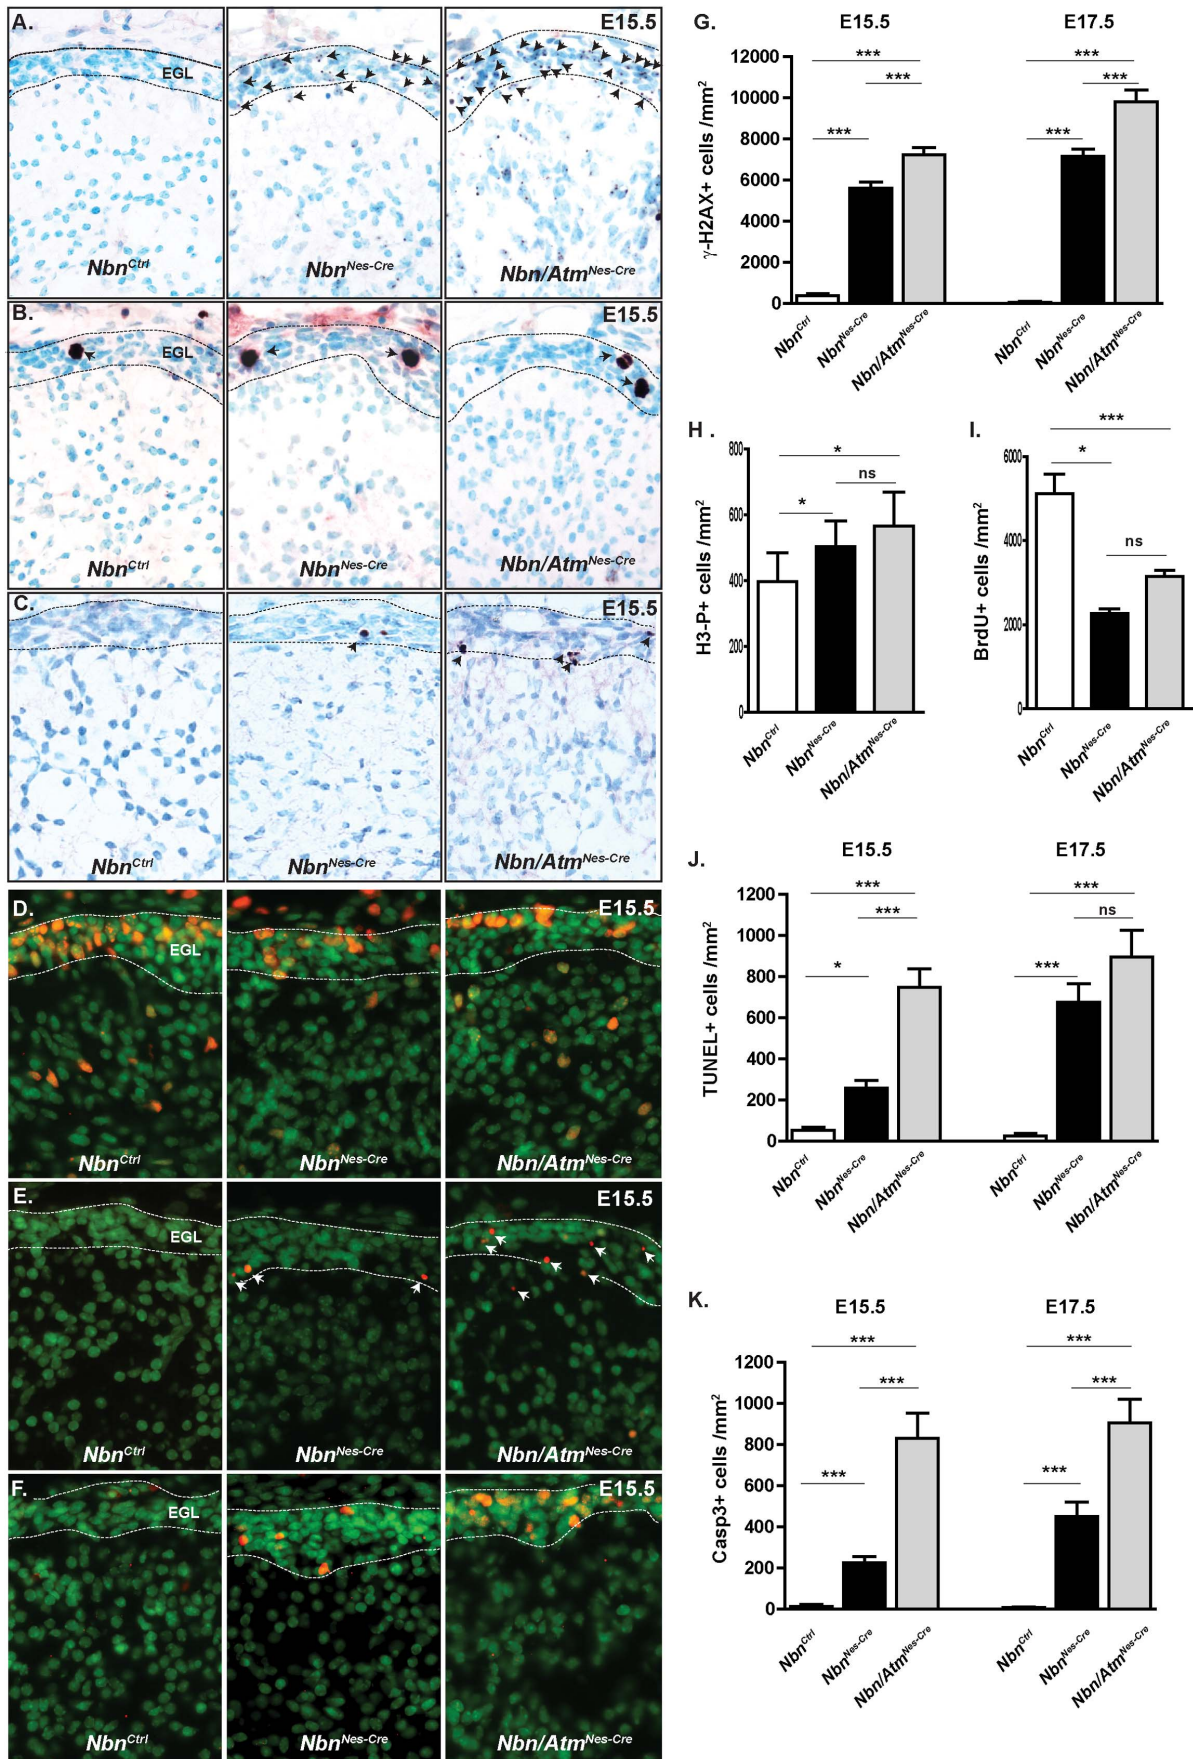 A.
E15.5
EGL
Nbn^Ctrl
Nbn^Nes-Cre
Nbn/Atm^Nes-Cre
B.
E15.5
EGL
Nbn^Ctrl
Nbn^Nes-Cre
Nbn/Atm^Nes-Cre
C.
E15.5
Nbn^Ctrl
Nbn^Nes-Cre
Nbn/Atm^Nes-Cre
D.
E15.5
EGL
Nbn^Ctrl
Nbn^Nes-Cre
Nbn/Atm^Nes-Cre
E.
E15.5
EGL
Nbn^Ctrl
Nbn^Nes-Cre
Nbn/Atm^Nes-Cre
F.
E15.5
EGL
Nbn^Ctrl
Nbn^Nes-Cre
Nbn/Atm^Nes-Cre
G.
E15.5 E17.5
γ-H2AX+ cells /mm²
12000
10000
8000
6000
4000
2000
0
*** ***
*** ***
*** ***
Nbn^Ctrl
Nbn^Nes-Cre
Nbn/Atm^Nes-Cre
Nbn^Ctrl
Nbn^Nes-Cre
Nbn/Atm^Nes-Cre
H .
H3-P+ cells /mm²
800
600
400
200
0
*
ns
*
Nbn^Ctrl
Nbn^Nes-Cre
Nbn/Atm^Nes-Cre
I.
BrdU+ cells/mm²
6000
4000
2000
0
***
*
ns
Nbn^Ctrl
Nbn^Nes-Cre
Nbn/Atm^Nes-Cre
J.
E15.5 E17.5
TUNEL+ cells /mm²
1200
1000
800
600
400
200
0
*** ***
*** ns
* ***
Nbn^Ctrl
Nbn^Nes-Cre
Nbn/Atm^Nes-Cre
Nbn^Ctrl
Nbn^Nes-Cre
Nbn/Atm^Nes-Cre
K.
E15.5 E17.5
Casp3+ cells /mm²
1200
1000
800
600
400
200
0
*** ***
*** ***
*** ***
Nbn^Ctrl
Nbn^Nes-Cre
Nbn/Atm^Nes-Cre
Nbn^Ctrl
Nbn^Nes-Cre
Nbn/Atm^Nes-Cre